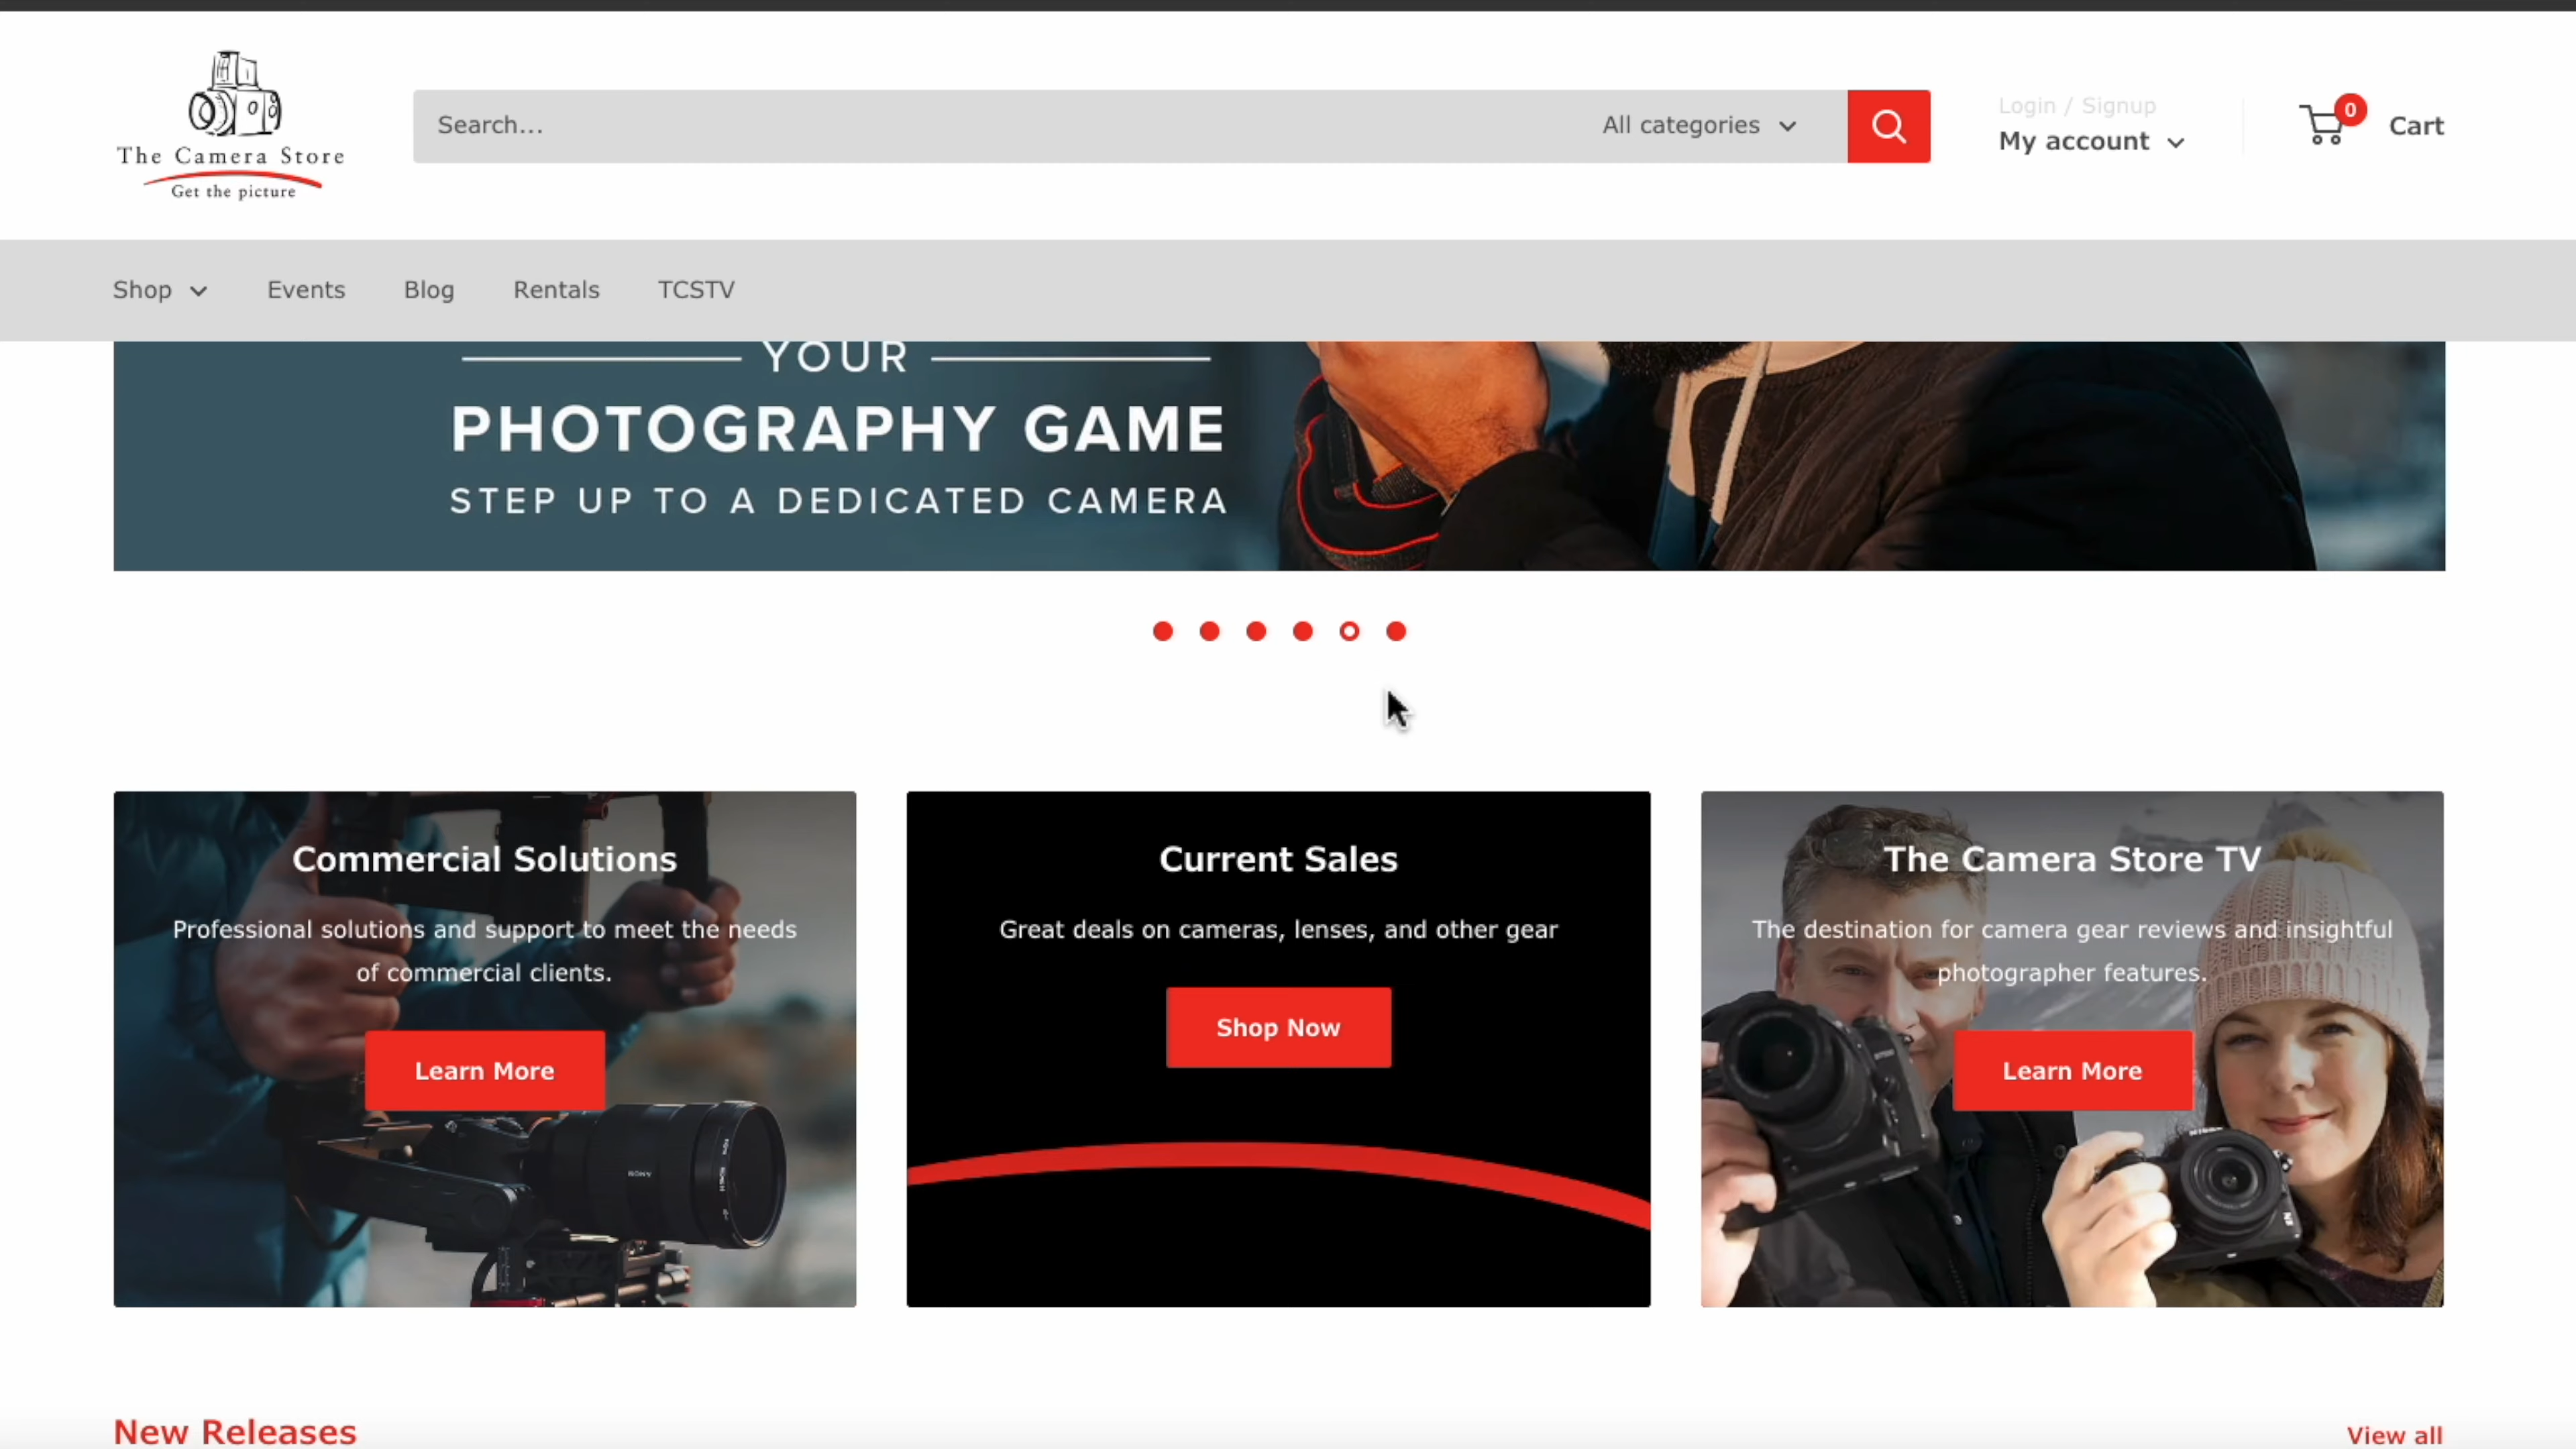 The Camera Store
Get the picture
Search...
All categories
Login / Signup
My account
0
Cart
Shop
Events
Blog
Rentals
TCSTV
YOUR
PHOTOGRAPHY GAME
STEP UP TO A DEDICATED CAMERA
Commercial Solutions
Professional solutions and support to meet the needs
of commercial clients.
Learn More
SONY
Current Sales
Great deals on cameras, lenses, and other gear
Shop Now
The Camera Store TV
The destination for camera gear reviews and insightful
photographer features.
Learn More
New Releases
View all